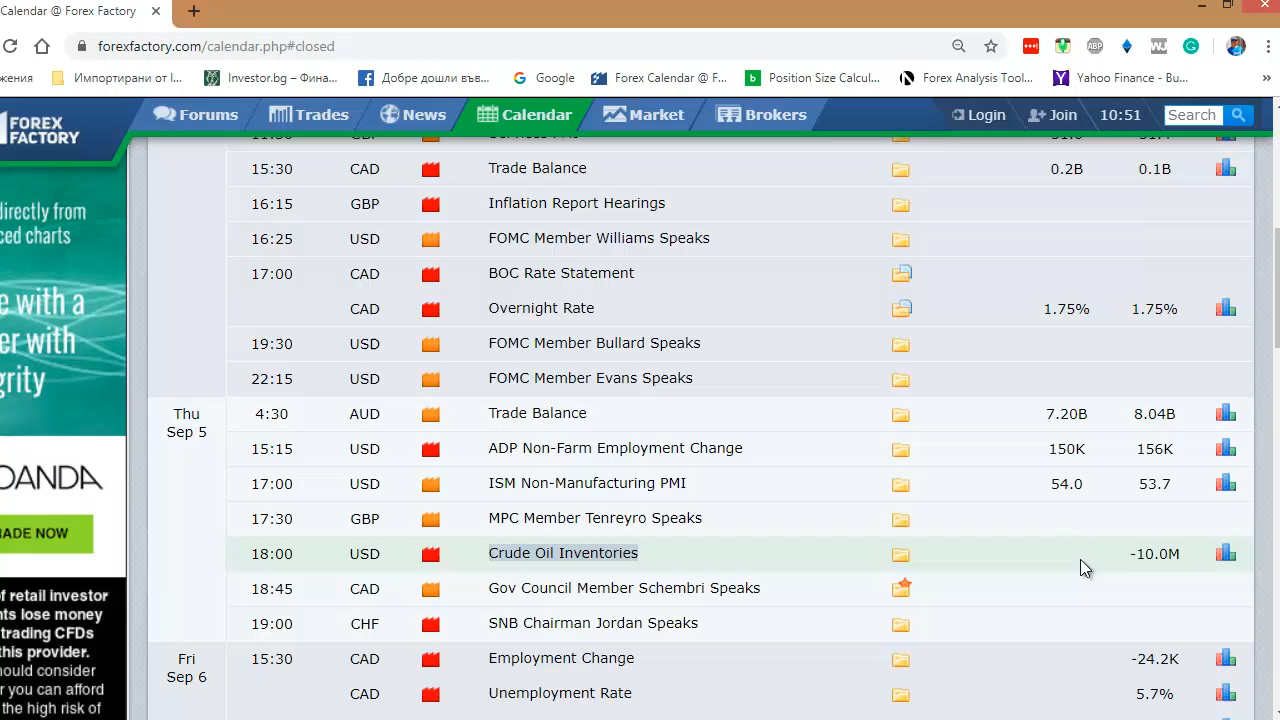 Calendar @ Forex Factory
forexfactory.com/calendar.php#closed
ABP
WJ
жения
Импортирани от I...
Investor.bg – Фина...
Добре дошли във...
Google
Forex Calendar @ F...
Position Size Calcul...
Forex Analysis Tool...
Yahoo Finance - Bu...
»
FOREX
FACTORY
Forums
Trades
News
Calendar
Market
Brokers
Login
Join
10:51
Search
15:30 CAD Trade Balance 0.2B 0.1B
16:15 GBP Inflation Report Hearings
16:25 USD FOMC Member Williams Speaks
17:00 CAD BOC Rate Statement
CAD Overnight Rate 1.75% 1.75%
19:30 USD FOMC Member Bullard Speaks
22:15 USD FOMC Member Evans Speaks
Thu
Sep 5
4:30 AUD Trade Balance 7.20B 8.04B
15:15 USD ADP Non-Farm Employment Change 150K 156K
17:00 USD ISM Non-Manufacturing PMI 54.0 53.7
17:30 GBP MPC Member Tenreyro Speaks
18:00 USD Crude Oil Inventories -10.0M
18:45 CAD Gov Council Member Schembri Speaks
19:00 CHF SNB Chairman Jordan Speaks
Fri
Sep 6
15:30 CAD Employment Change -24.2K
CAD Unemployment Rate 5.7%
directly from
ced charts
e with a
er with
grity
OANDA
RADE NOW
of retail investor
nts lose money
trading CFDs
this provider.
hould consider
r you can afford
the high risk of